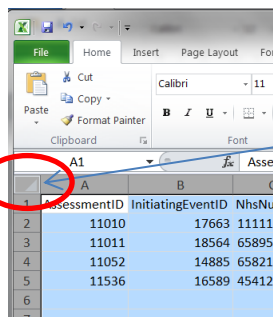 File Home Insert Page Layout Fo
Cut
Copy
Format Painter
Paste
Clipboard
Calibri 11
B I U
Font
A1 fx Asse
A B C
1 AssessmentID InitiatingEventID NhsNu
2 11010 17663 11111
3 11011 18564 65895
4 11052 14885 65821
5 11536 16589 45412
6